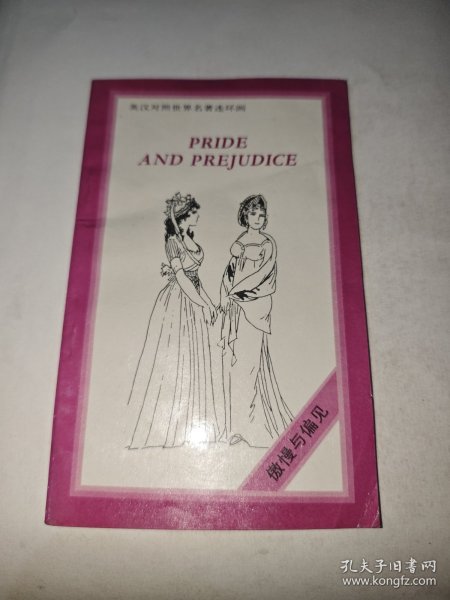 英汉对照世界名著连环画
PRIDE
AND PREJUDICE
傲慢与偏见
孔夫子旧书网
www.kongfz.com